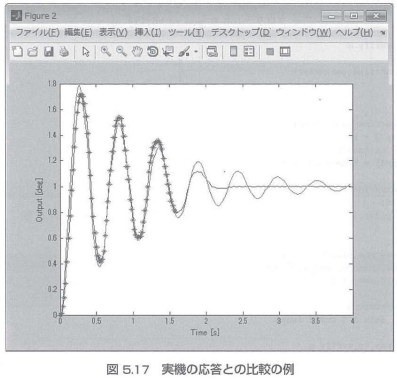 Figure 2
ファイル(F) 編集(E) 表示(V) 挿入(I) ツール(T) デスクトップ(D) ウィンドウ(W) ヘルプ(H)
1.8
1.6
1.4
1.2
1
0.8
0.6
0.4
0.2
0
Output [deg]
0 0.5 1 1.5 2 2.5 3 3.5 4
Time [s]
図 5.17 実機の応答との比較の例